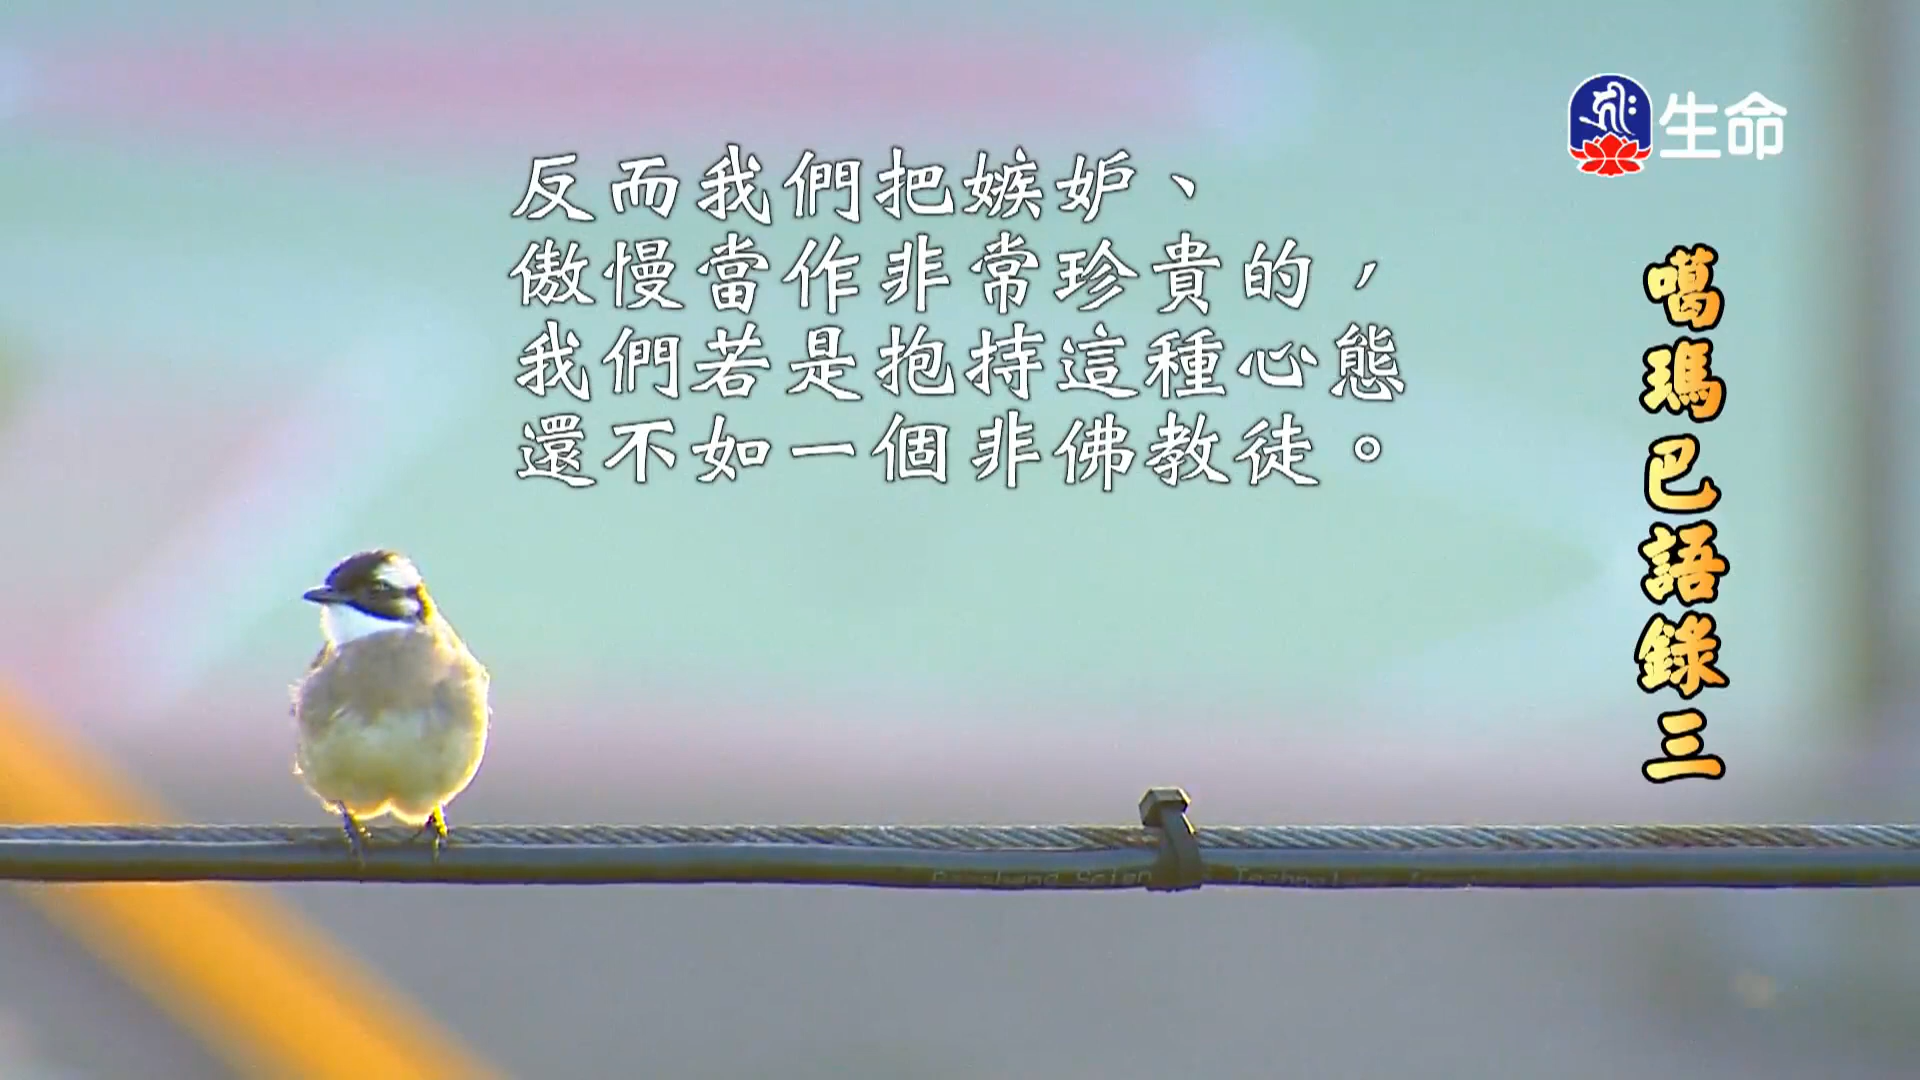 生命
反而我們把嫉妒、
傲慢當作非常珍貴的，
我們若是抱持這種心態
還不如一個非佛教徒。
噶瑪巴語錄三